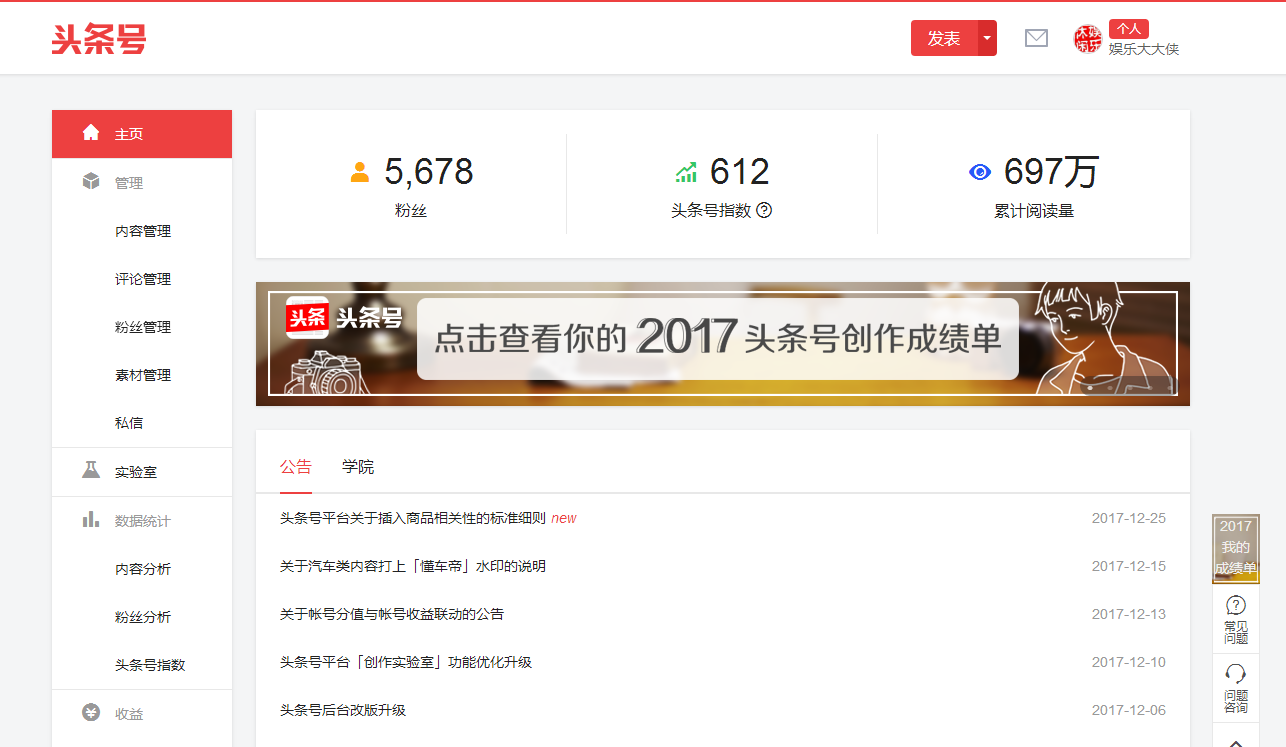 头条号
发表
个人
娱乐大大侠
主页
管理
内容管理
评论管理
粉丝管理
素材管理
私信
实验室
数据统计
内容分析
粉丝分析
头条号指数
收益
5,678
粉丝
612
头条号指数
697万
累计阅读量
头条 头条号
点击查看你的 2017 头条号创作成绩单
公告 学院
头条号平台关于插入商品相关性的标准细则 new 2017-12-25
关于汽车类内容打上「懂车帝」水印的说明 2017-12-15
关于帐号分值与帐号收益联动的公告 2017-12-13
头条号平台「创作实验室」功能优化升级 2017-12-10
头条号后台改版升级 2017-12-06
2017
我的
成绩单
常见
问题
问题
咨询